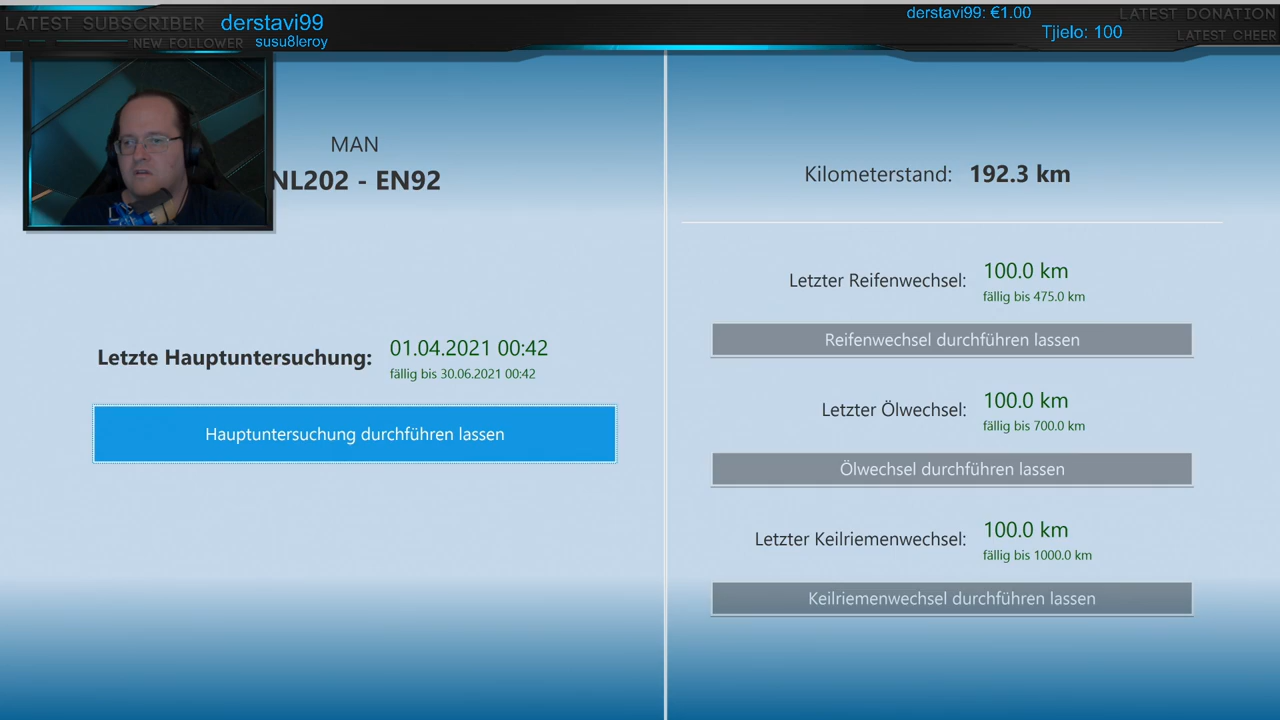 LATEST SUBSCRIBER
derstavi99
NEW FOLLOWER
susu8leroy
derstavi99: €1.00
LATEST DONATION
Tjielo: 100
LATEST CHEER
MAN
NL202 - EN92
Letzte Hauptuntersuchung:
01.04.2021 00:42
fällig bis 30.06.2021 00:42
Hauptuntersuchung durchführen lassen
Kilometerstand: 192.3 km
Letzter Reifenwechsel:
100.0 km
fällig bis 475.0 km
Reifenwechsel durchführen lassen
Letzter Ölwechsel:
100.0 km
fällig bis 700.0 km
Ölwechsel durchführen lassen
Letzter Keilriemenwechsel:
100.0 km
fällig bis 1000.0 km
Keilriemenwechsel durchführen lassen